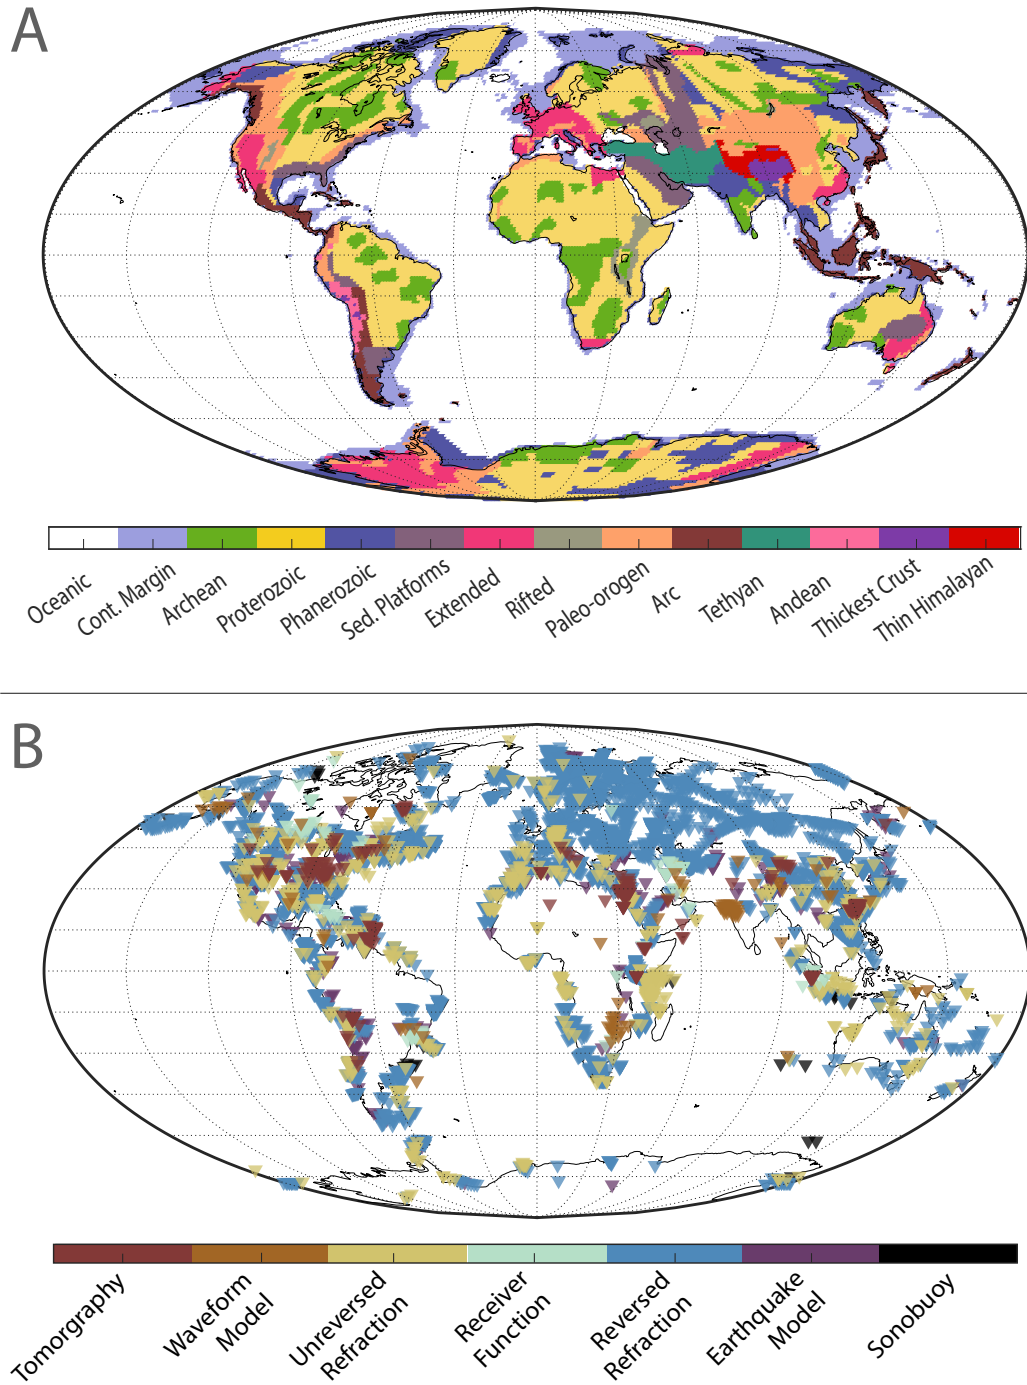 A
Oceanic
Cont. Margin
Archean
Proterozoic
Phanerozoic
Sed. Platforms
Extended
Rifted
Paleo-orogen
Arc
Tethyan
Andean
Thickest Crust
Thin Himalayan
B
Tomorgraphy
Waveform
Model
Unreversed
Refraction
Receiver
Function
Reversed
Refraction
Earthquake
Model
Sonobuoy